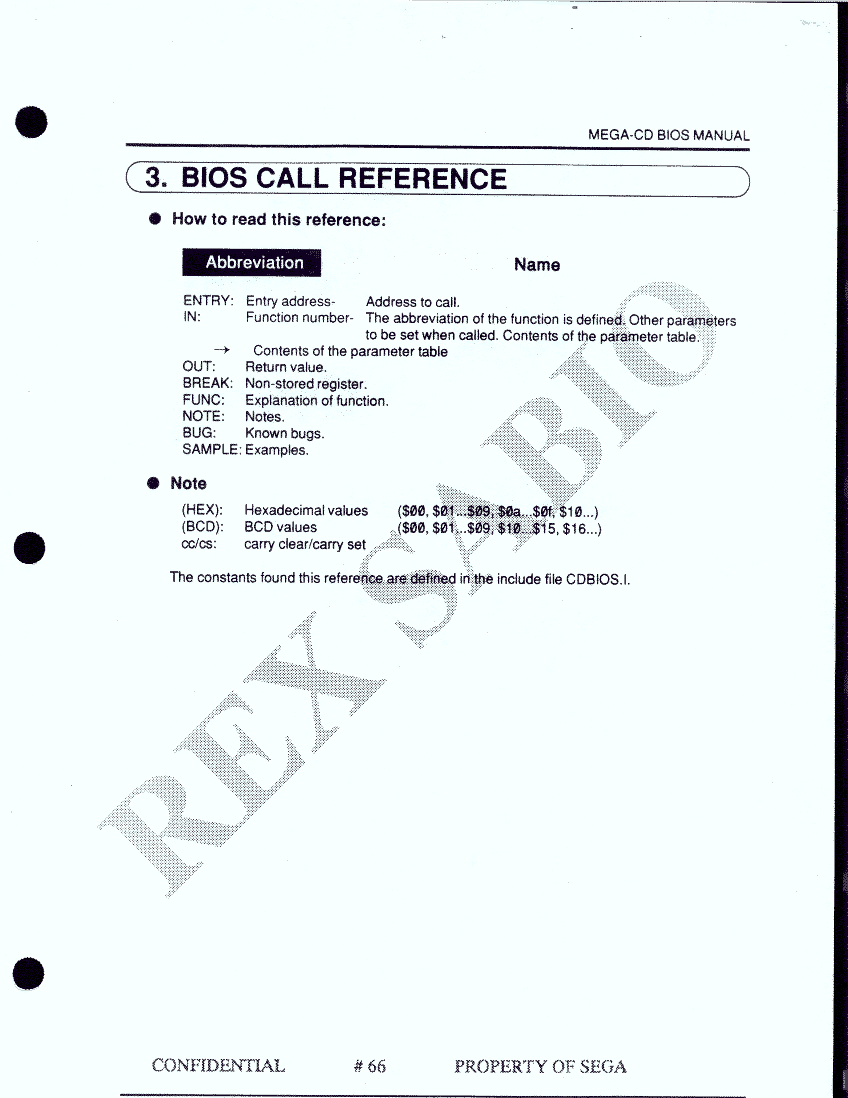 MEGA-CD BIOS MANUAL
3. BIOS CALL REFERENCE
● How to read this reference:
Abbreviation Name
ENTRY: Entry address- Address to call.
IN: Function number- The abbreviation of the function is defined. Other parameters
to be set when called. Contents of the parameter table.
→ Contents of the parameter table
OUT: Return value.
BREAK: Non-stored register.
FUNC: Explanation of function.
NOTE: Notes.
BUG: Known bugs.
SAMPLE: Examples.
● Note
(HEX): Hexadecimal values ($00, $01...$09, $0a...$0f, $10...)
(BCD): BCD values ($00, $01...$09, $10...$15, $16...)
cc/cs: carry clear/carry set
The constants found this reference are defined in the include file CDBIOS.I.
REX SABIO
CONFIDENTIAL # 66 PROPERTY OF SEGA